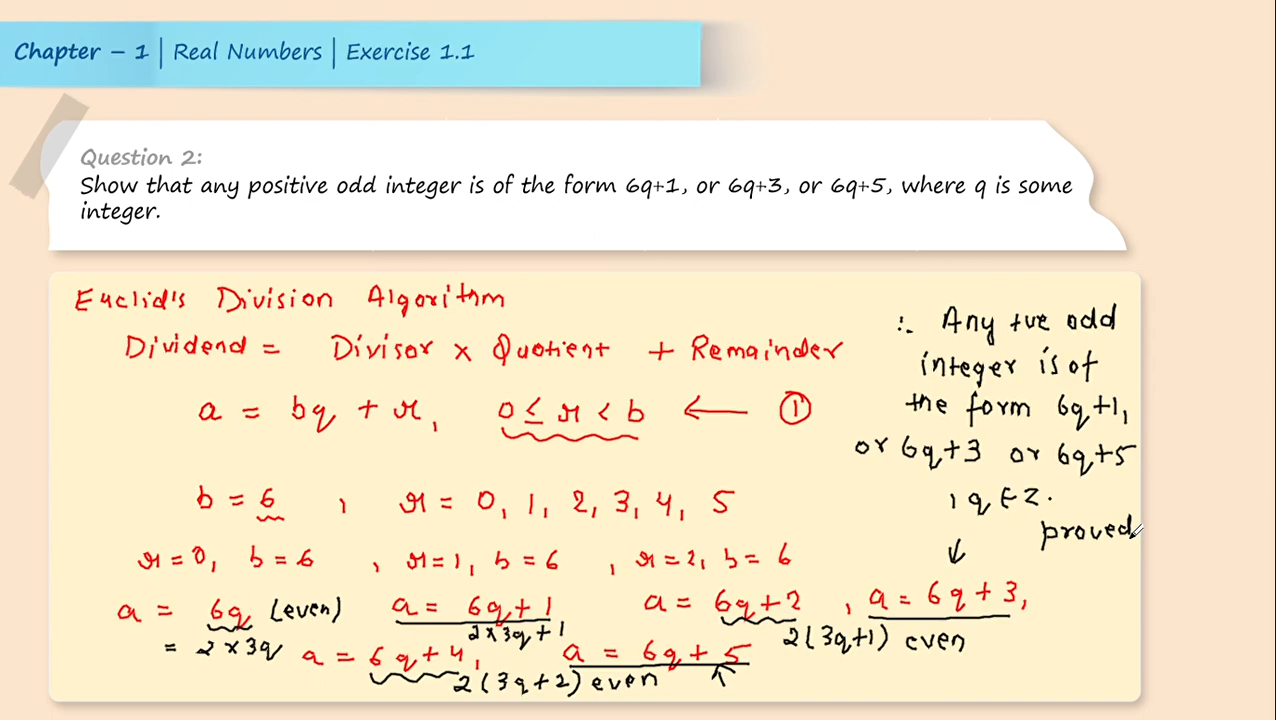 Chapter – 1 | Real Numbers | Exercise 1.1
Question 2:
Show that any positive odd integer is of the form 6q+1, or 6q+3, or 6q+5, where q is some
integer.
Euclid's Division Algorithm
Dividend = Divisor × Quotient + Remainder
a = bq + r, 0 ≤ r < b ← ①
b = 6, r = 0, 1, 2, 3, 4, 5
r=0, b=6, r=1, b=6, r=2, b=6
a = 6q (even) a = 6q+1 a = 6q+2, a = 6q+3,
= 2×3q 2×3q+1 2(3q+1) even
a = 6q+4, a = 6q+5
2(3q+2) even
∴ Any +ve odd
integer is of
the form 6q+1,
or 6q+3 or 6q+5
, q ∈ Z.
proved